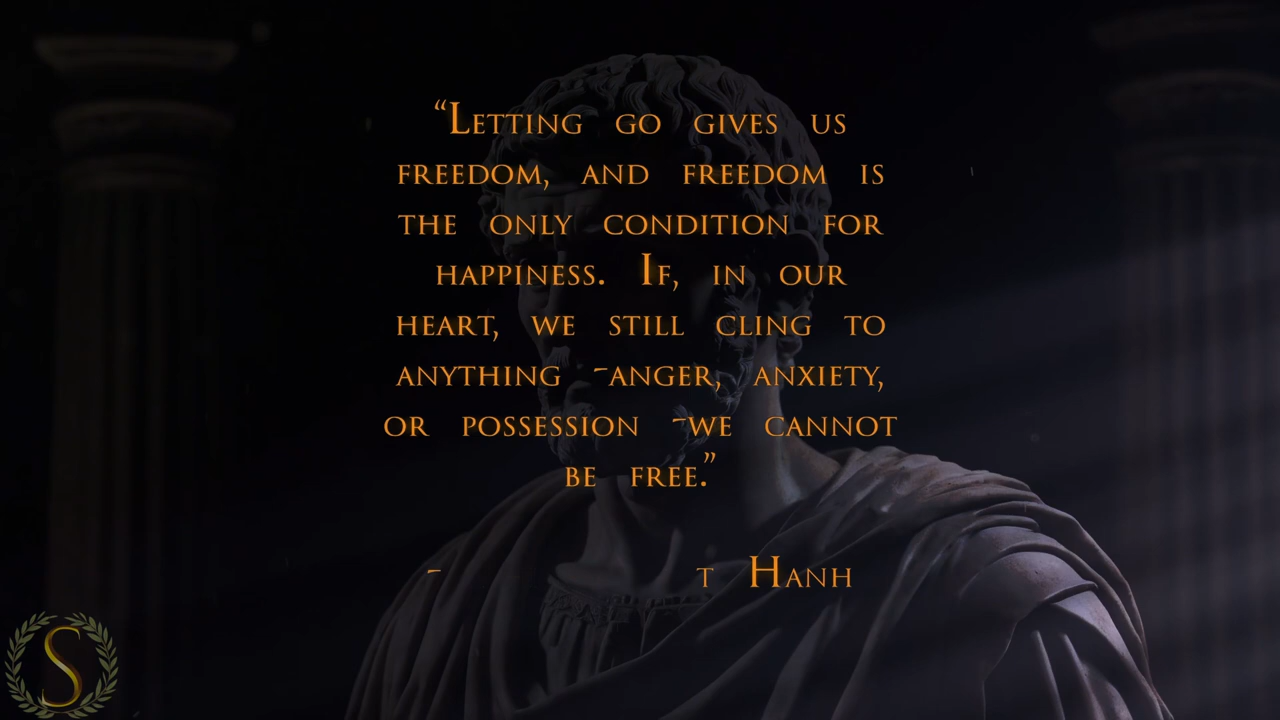 “Letting go gives us
freedom, and freedom is
the only condition for
happiness. If, in our
heart, we still cling to
anything -anger, anxiety,
or possession -we cannot
be free.”
- t Hanh
S